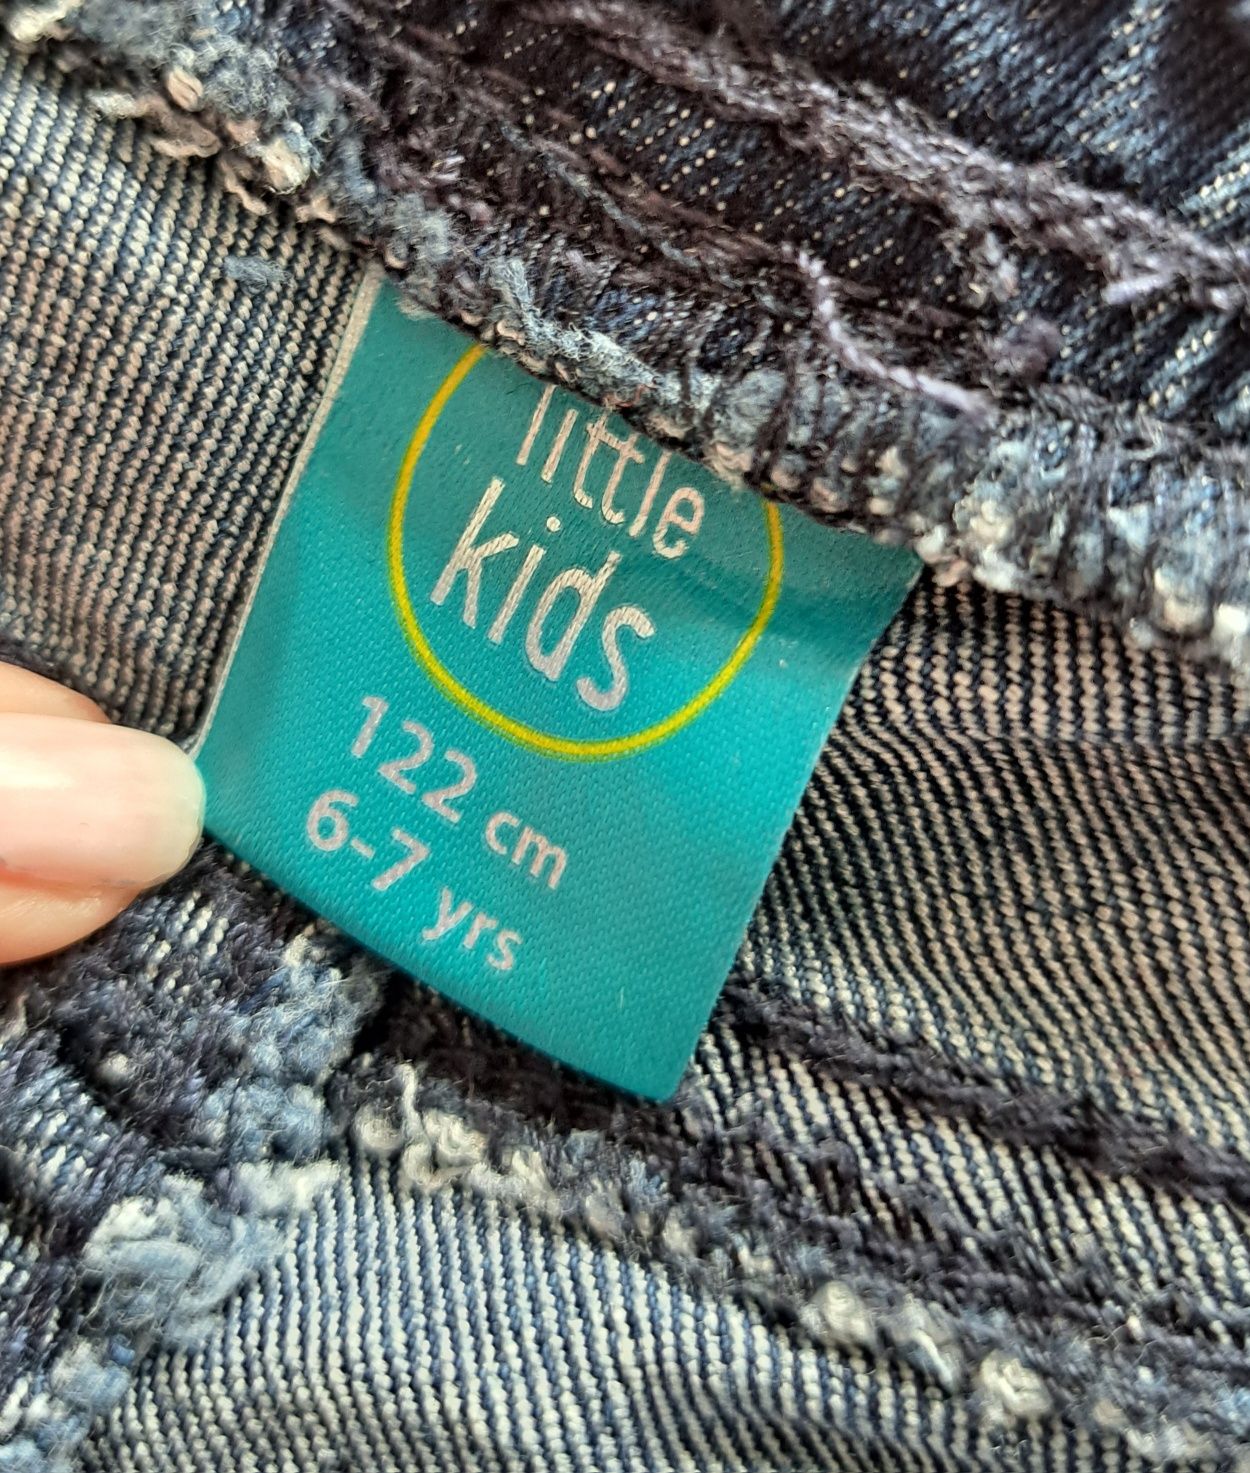 little
kids
122 cm
6-7 yrs